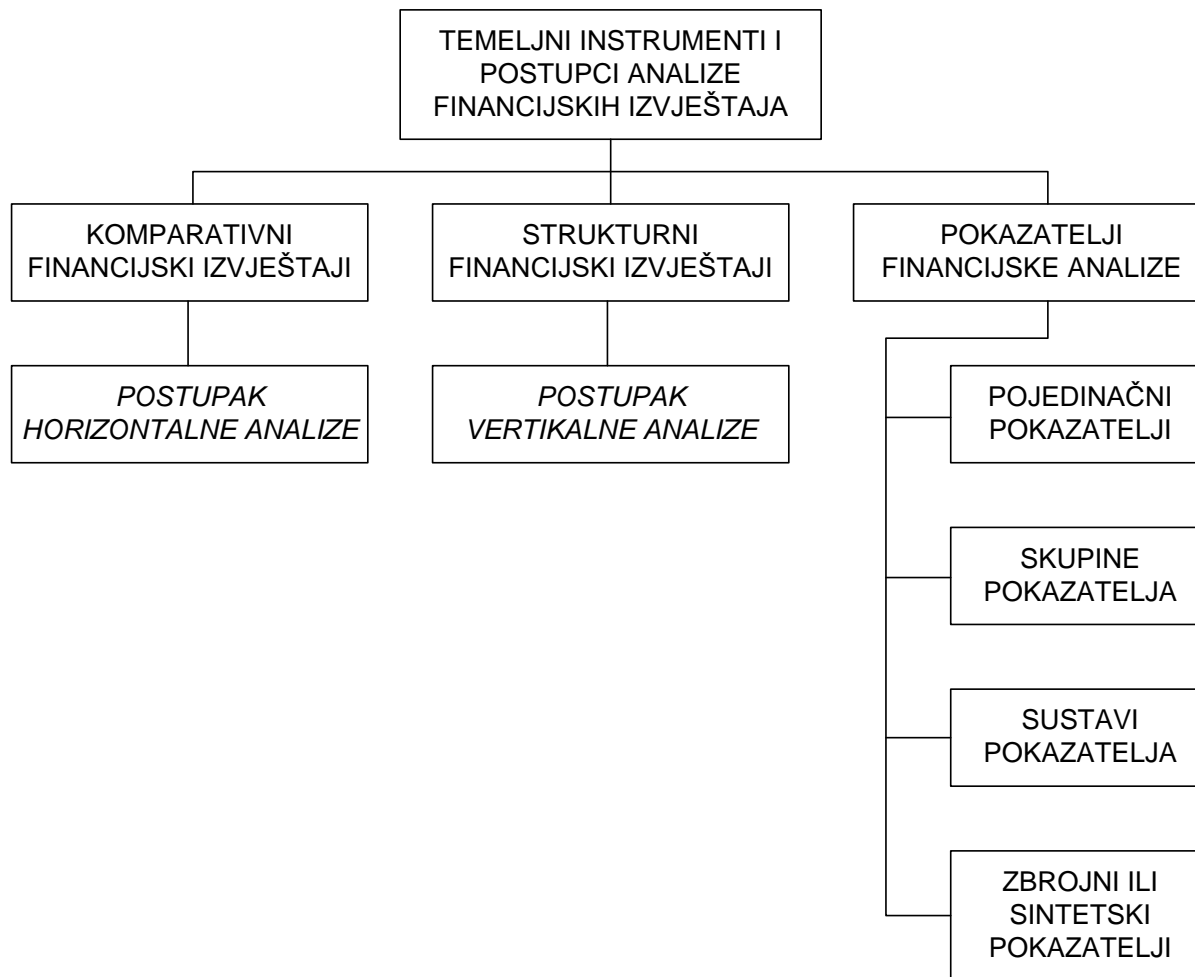 TEMELJNI INSTRUMENTI I
POSTUPCI ANALIZE
FINANCIJSKIH IZVJEŠTAJA
KOMPARATIVNI
FINANCIJSKI IZVJEŠTAJI
STRUKTURNI
FINANCIJSKI IZVJEŠTAJI
POKAZATELJI
FINANCIJSKE ANALIZE
POSTUPAK
HORIZONTALNE ANALIZE
POSTUPAK
VERTIKALNE ANALIZE
POJEDINAČNI
POKAZATELJI
SKUPINE
POKAZATELJA
SUSTAVI
POKAZATELJA
ZBROJNI ILI
SINTETSKI
POKAZATELJI